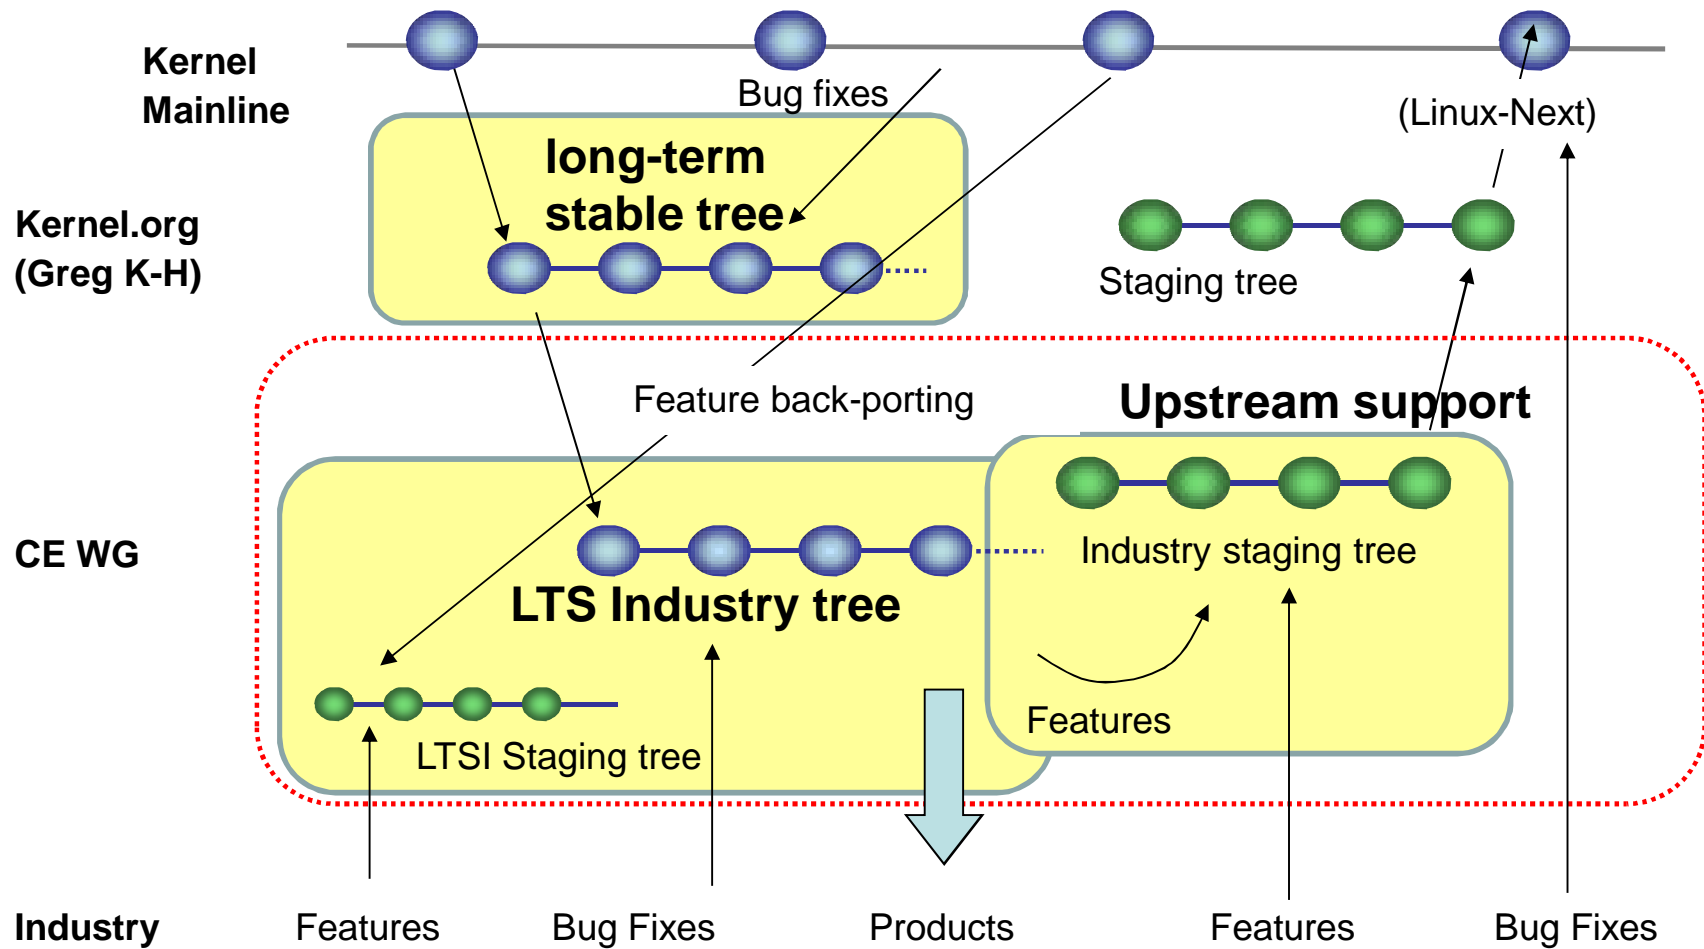 Kernel
Mainline
Bug fixes
(Linux-Next)
long-term
stable tree
Kernel.org
(Greg K-H)
Staging tree
Feature back-porting
Upstream support
CE WG
Industry staging tree
LTS Industry tree
Features
LTSI Staging tree
Industry
Features
Bug Fixes
Products
Features
Bug Fixes